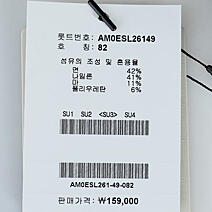 롯드번호: AM0ESL26149
호 칭: 82
섬유의 조성 및 혼용율
면 42%
나일론 41%
마 11%
폴리우레탄 6%
SU1 SU2 <SU3> SU4
AM0ESL261-49-082
판매가격: ₩159,000